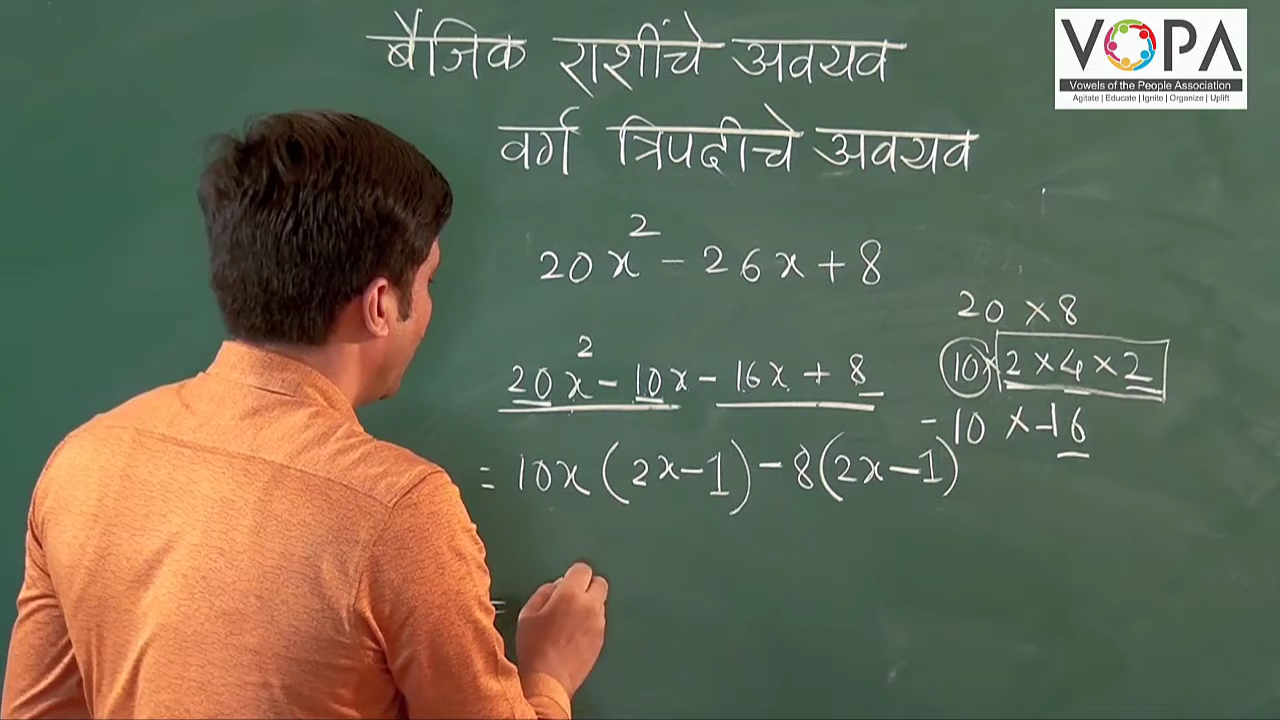 बैजिक राशींचे अवयव
वर्ग त्रिपदीचे अवयव
20x² - 26x + 8
20x² - 10x - 16x + 8
= 10x (2x-1) - 8(2x-1)
=
20 × 8
10× 2 × 4 × 2
-10 × -16
VOPA
Vowels of the People Association
Agitate | Educate | Ignite | Organize | Uplift